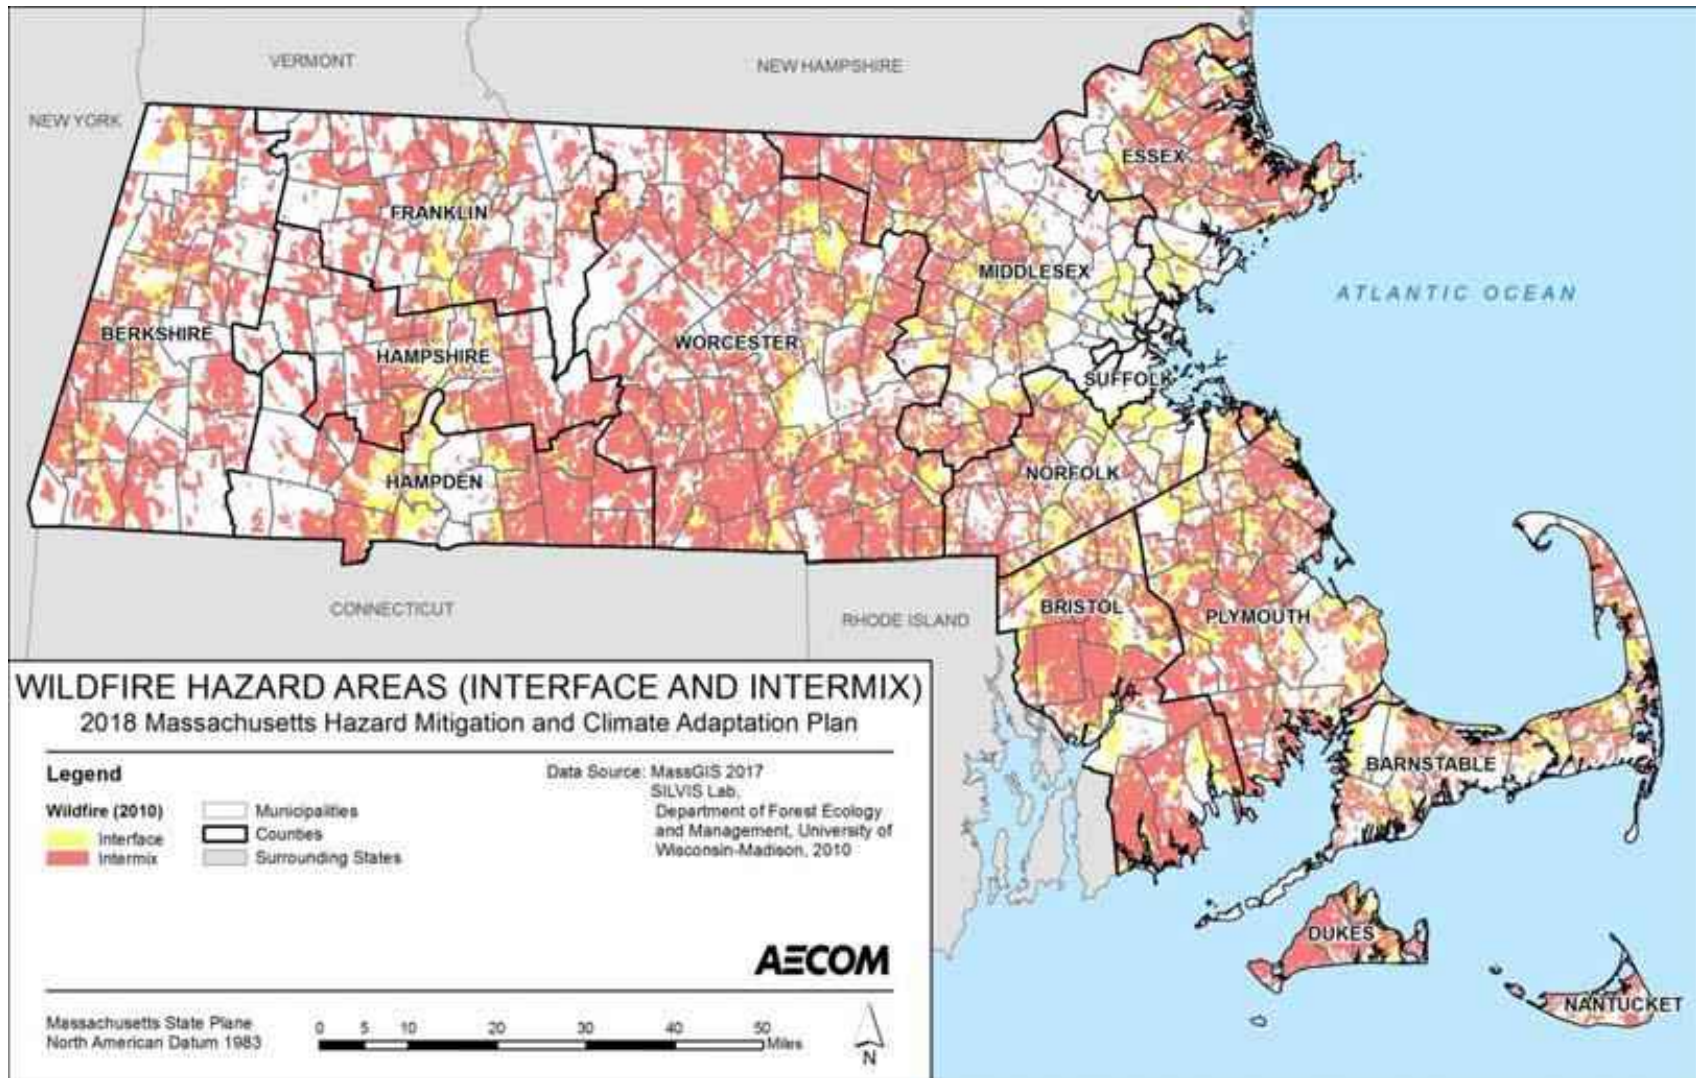 VERMONT
NEW HAMPSHIRE
NEW YORK
ESSEX
FRANKLIN
MIDDLESEX
ATLANTIC OCEAN
BERKSHIRE
HAMPSHIRE
WORCESTER
SUFFOLK
HAMPDEN
NORFOLK
CONNECTICUT
RHODE ISLAND
BRISTOL
PLYMOUTH
BARNSTABLE
DUKES
NANTUCKET
WILDFIRE HAZARD AREAS (INTERFACE AND INTERMIX)
2018 Massachusetts Hazard Mitigation and Climate Adaptation Plan
Legend
Wildfire (2010)
Interface
Intermix
Municipalities
Counties
Surrounding States
Data Source: MassGIS 2017
SILVIS Lab,
Department of Forest Ecology
and Management, University of
Wisconsin-Madison, 2010
AECOM
Massachusetts State Plane
North American Datum 1983
0 5 10 20 30 40 50
Miles
N